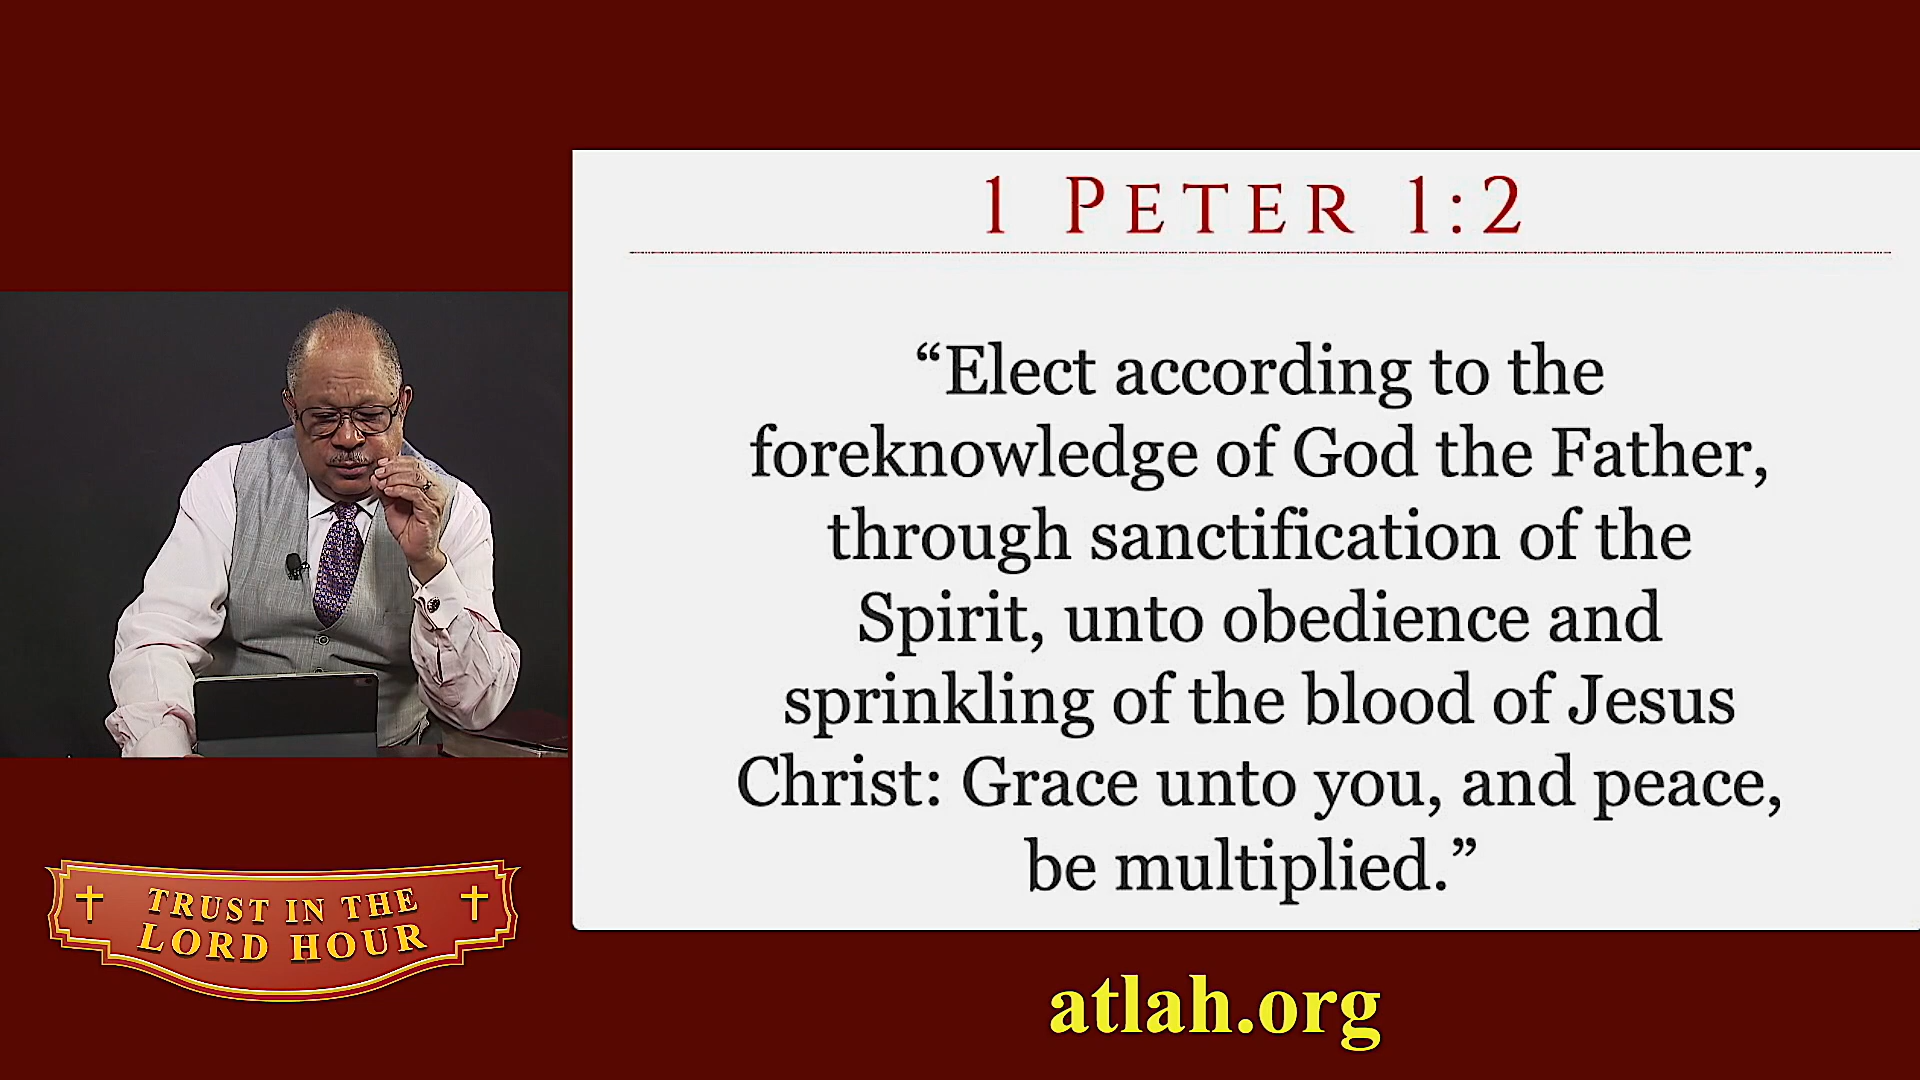 1 PETER 1:2
“Elect according to the
foreknowledge of God the Father,
through sanctification of the
Spirit, unto obedience and
sprinkling of the blood of Jesus
Christ: Grace unto you, and peace,
be multiplied.”
TRUST IN THE
LORD HOUR
atlah.org